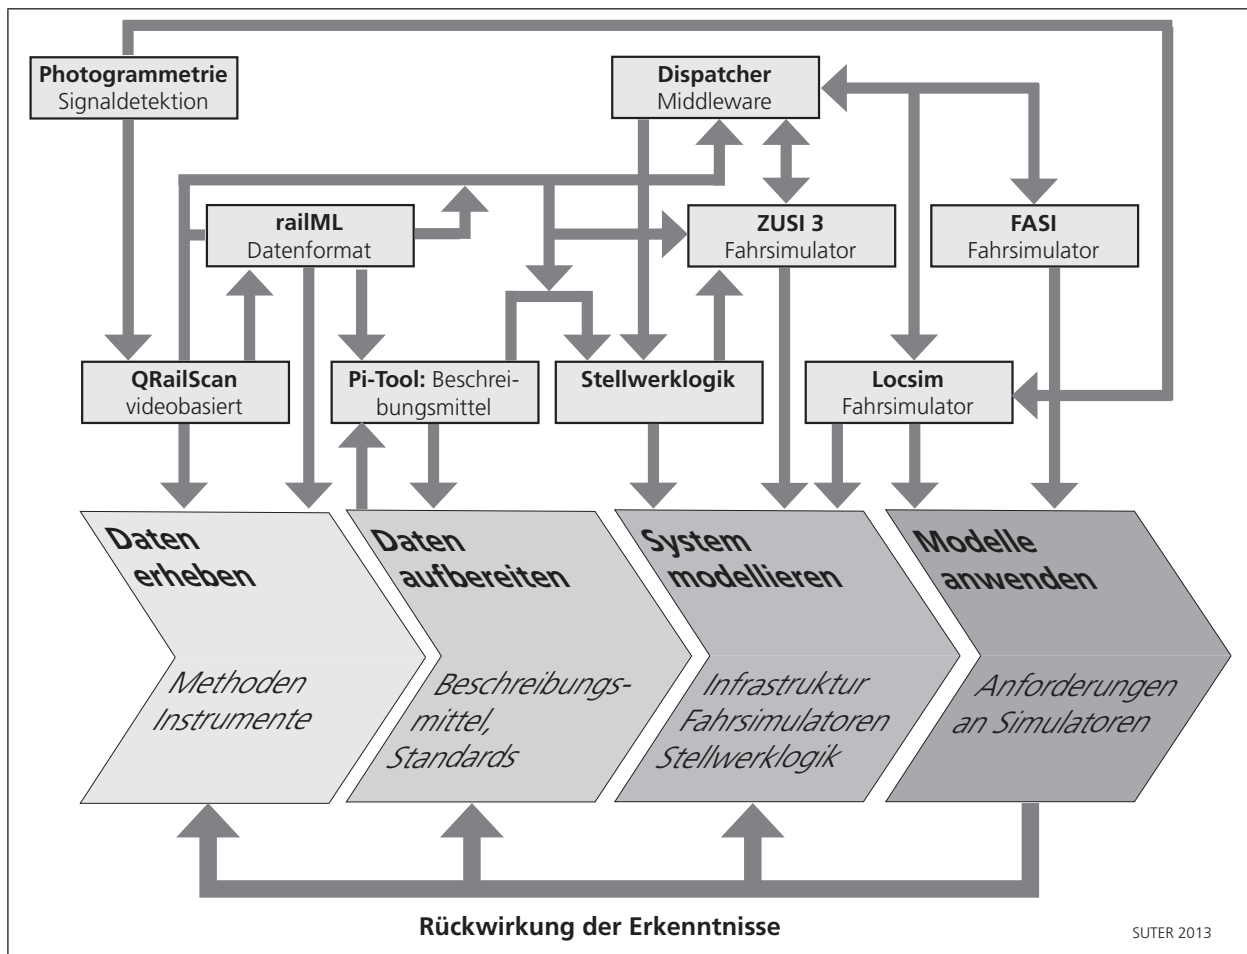 Photogrammetrie
Signaldetektion
Dispatcher
Middleware
railML
Datenformat
ZUSI 3
Fahrsimulator
FASI
Fahrsimulator
QRailScan
videobasiert
Pi-Tool: Beschrei-
bungsmittel
Stellwerklogik
Locsim
Fahrsimulator
Daten
erheben
Methoden
Instrumente
Daten
aufbereiten
Beschreibungs-
mittel,
Standards
System
modellieren
Infrastruktur
Fahrsimulatoren
Stellwerklogik
Modelle
anwenden
Anforderungen
an Simulatoren
Rückwirkung der Erkenntnisse
SUTER 2013